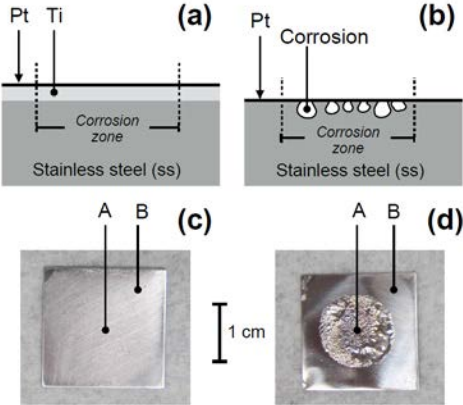 Pt Ti (a)
Corrosion
zone
Stainless steel (ss)
Pt (b)
Corrosion
Corrosion
zone
Stainless steel (ss)
A B (c)
1 cm
A B (d)